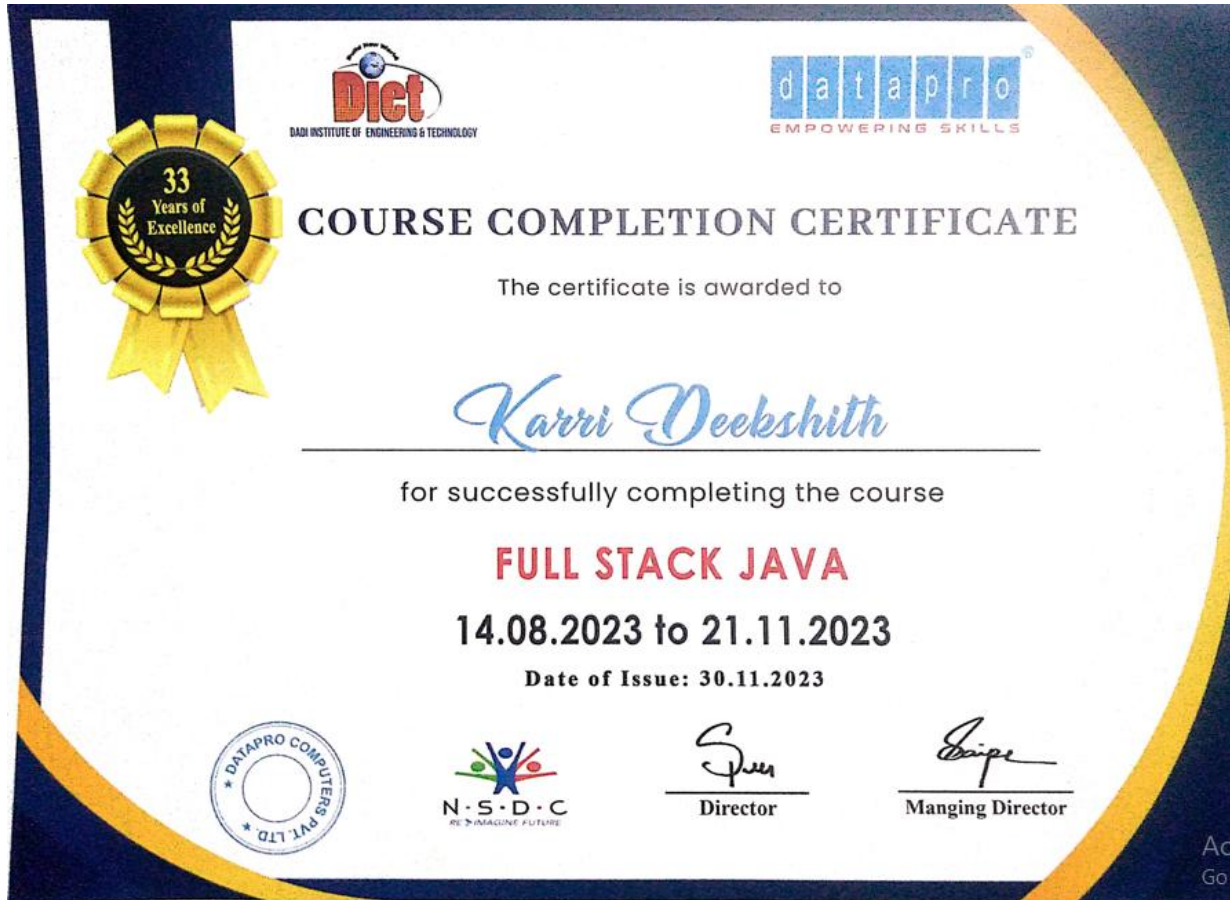 Diet
DADI INSTITUTE OF ENGINEERING & TECHNOLOGY
datapro
EMPOWERING SKILLS
33
Years of
Excellence
COURSE COMPLETION CERTIFICATE
The certificate is awarded to
Karri Deekshith
for successfully completing the course
FULL STACK JAVA
14.08.2023 to 21.11.2023
Date of Issue: 30.11.2023
★ DATAPRO COMPUTERS PVT. LTD. ★
N·S·D·C
RE IMAGINE FUTURE
Director
Manging Director
Go